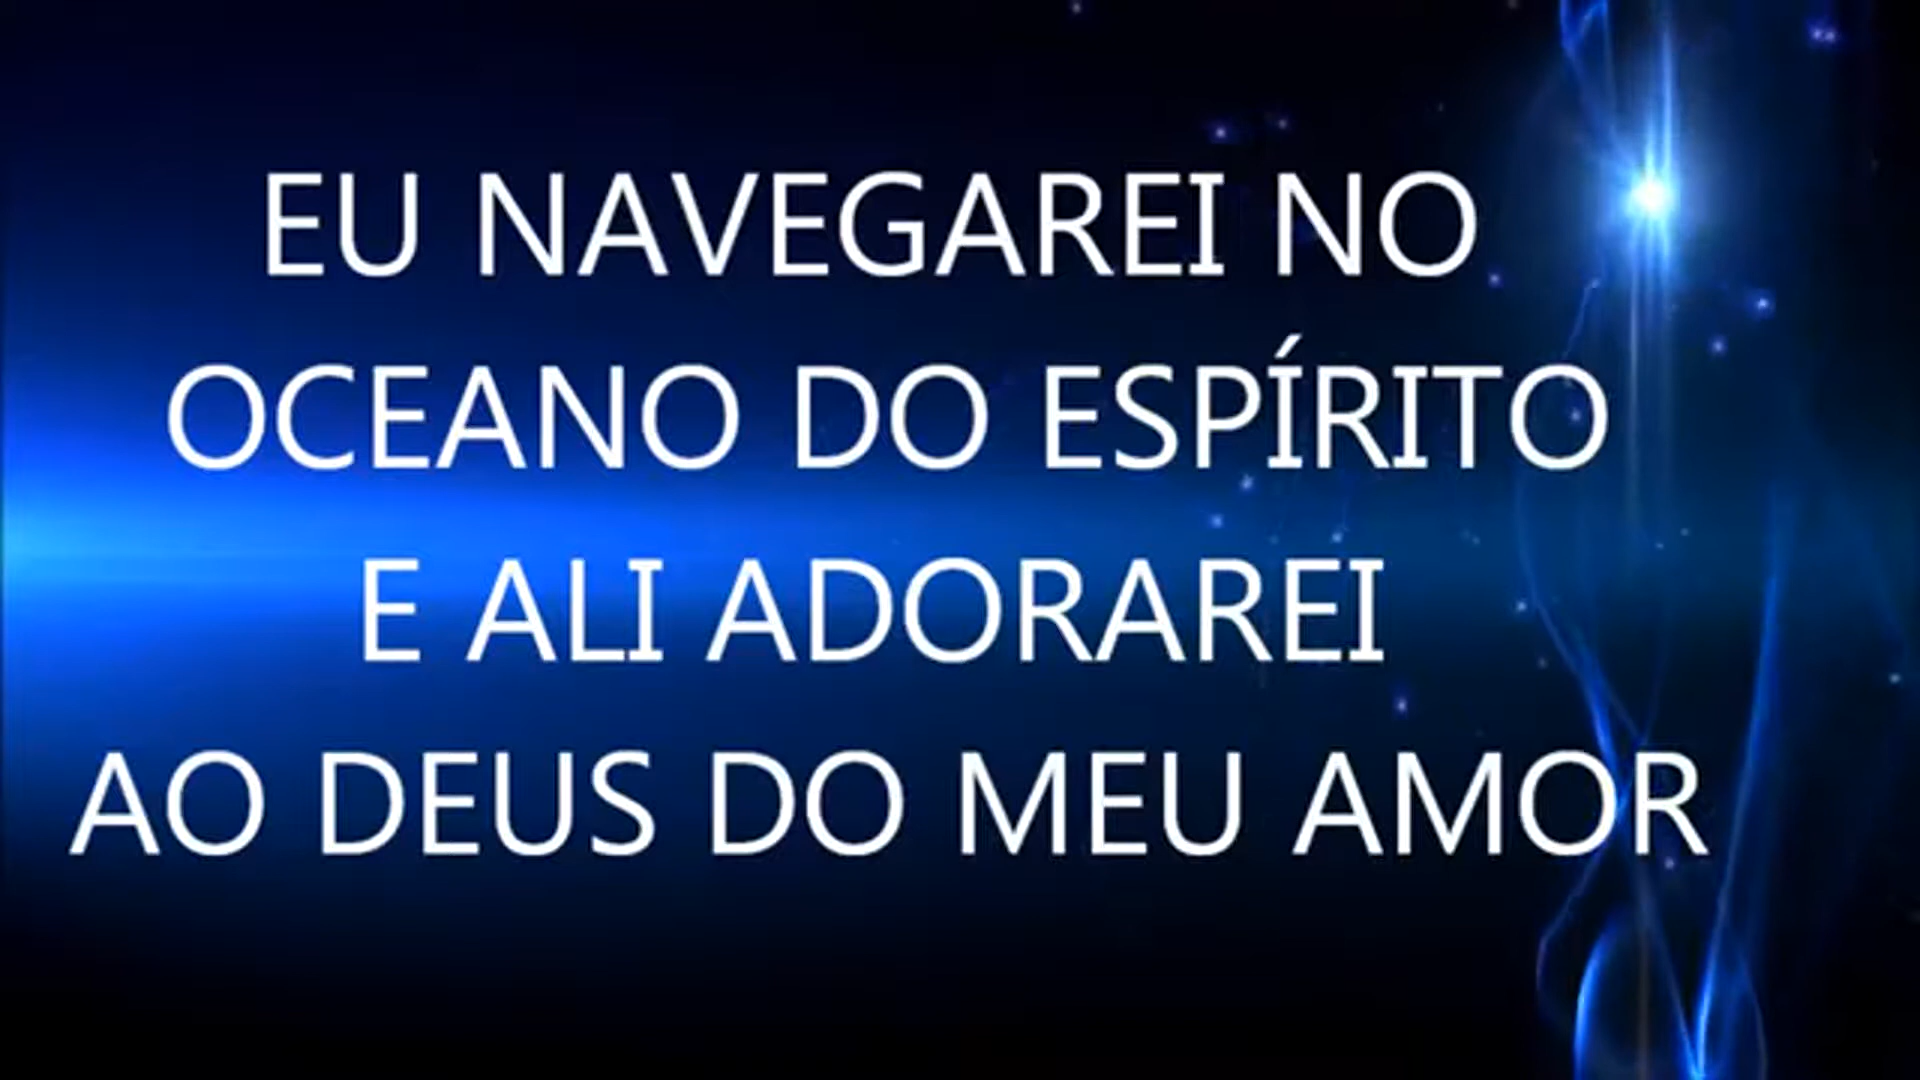 EU NAVEGAREI NO
OCEANO DO ESPÍRITO
E ALI ADORAREI
AO DEUS DO MEU AMOR